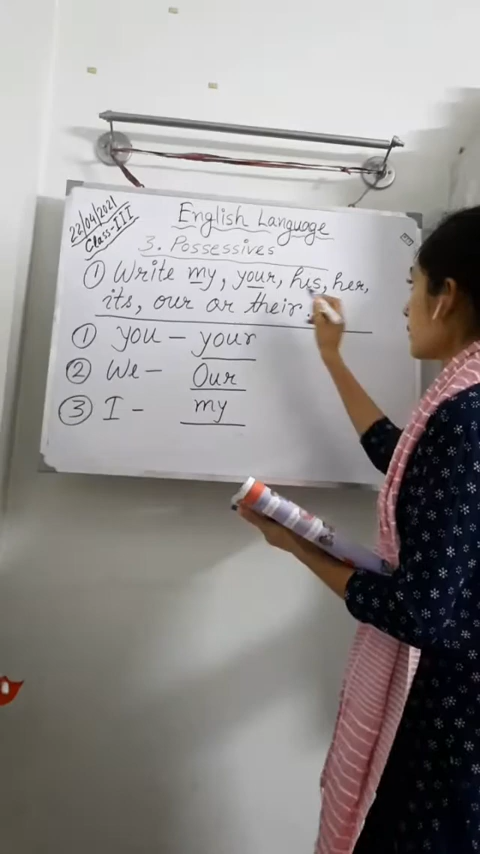 22/04/2021
Class-III
English Language
3. Possessives
① Write my, your, his, her,
its, our or their.
① you – your
② We – Our
③ I – my